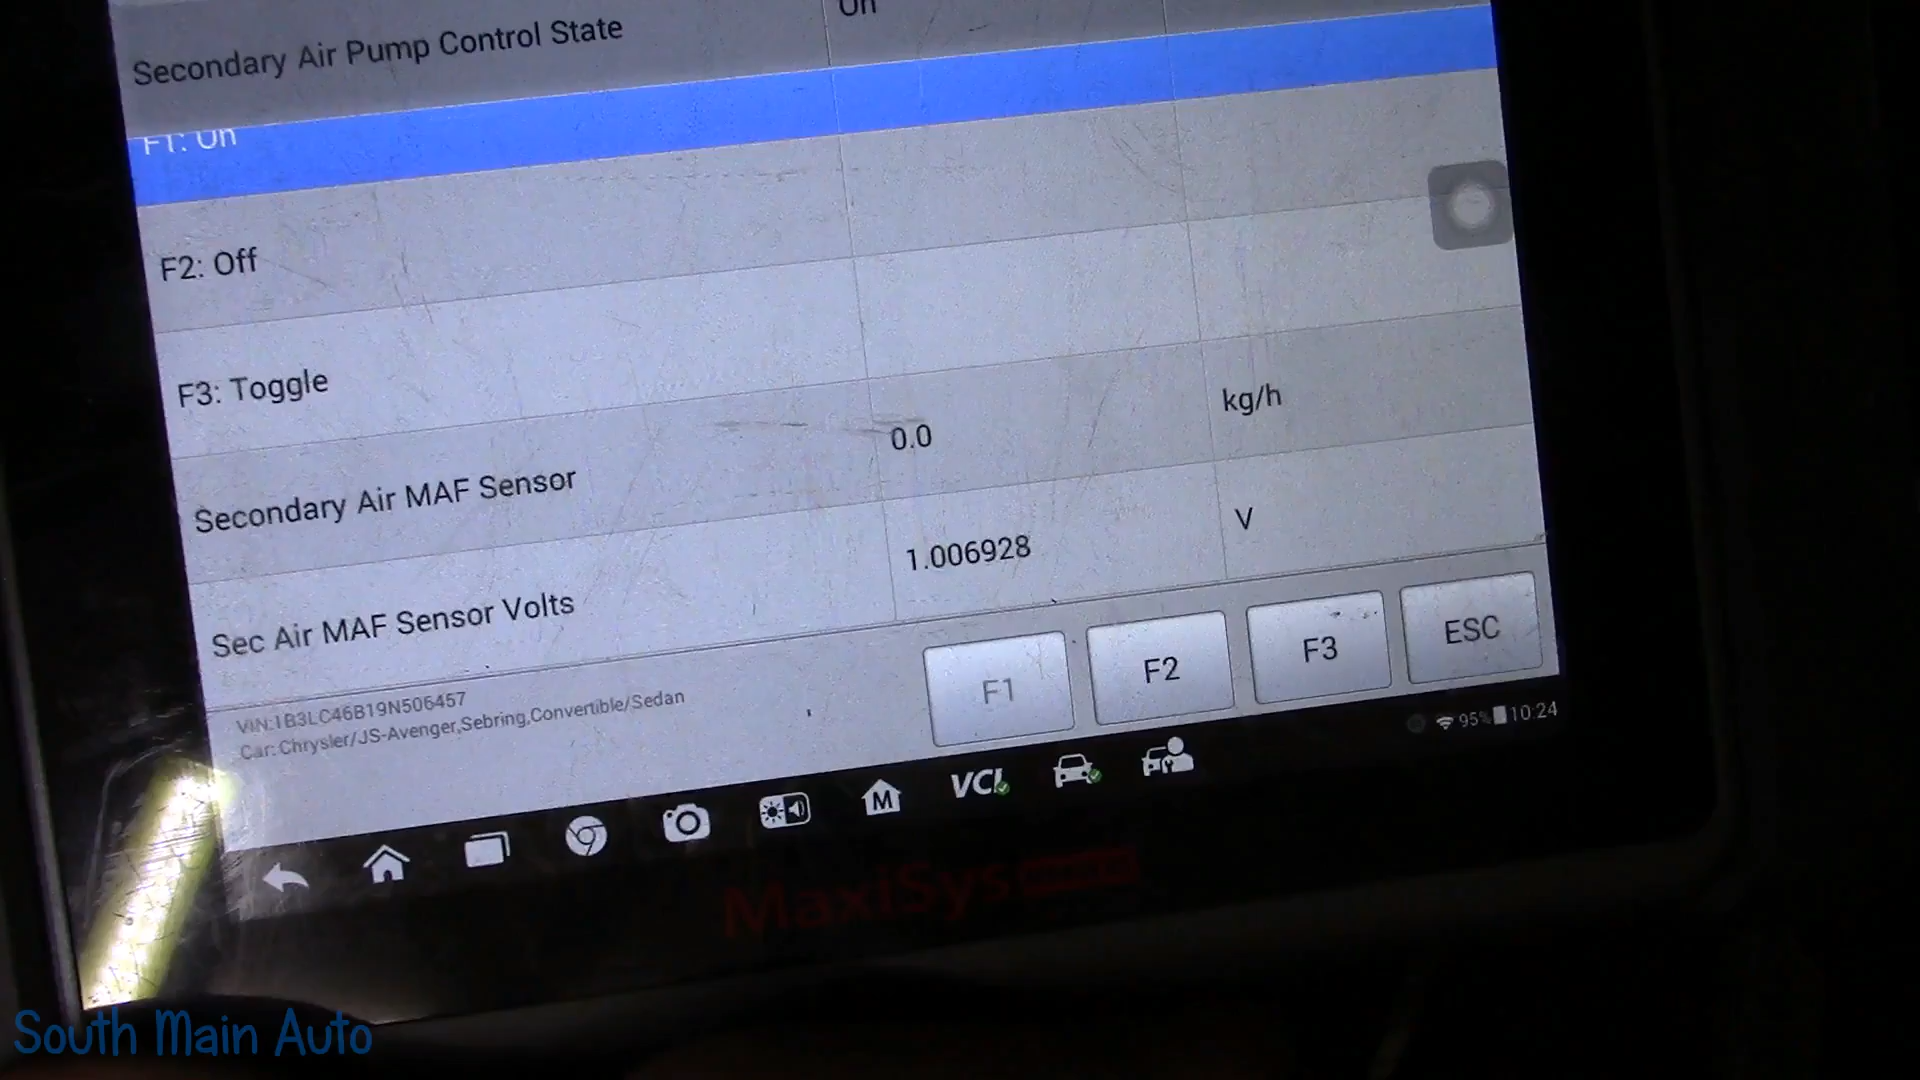 Secondary Air Pump Control State On
F1: On
F2: Off
F3: Toggle
Secondary Air MAF Sensor 0.0 kg/h
Sec Air MAF Sensor Volts 1.006928 V
VIN:1B3LC46B19N506457
Car:Chrysler/JS-Avenger,Sebring,Convertible/Sedan
F1 F2 F3 ESC
95% 10:24
M VCI
MaxiSys
South Main Auto